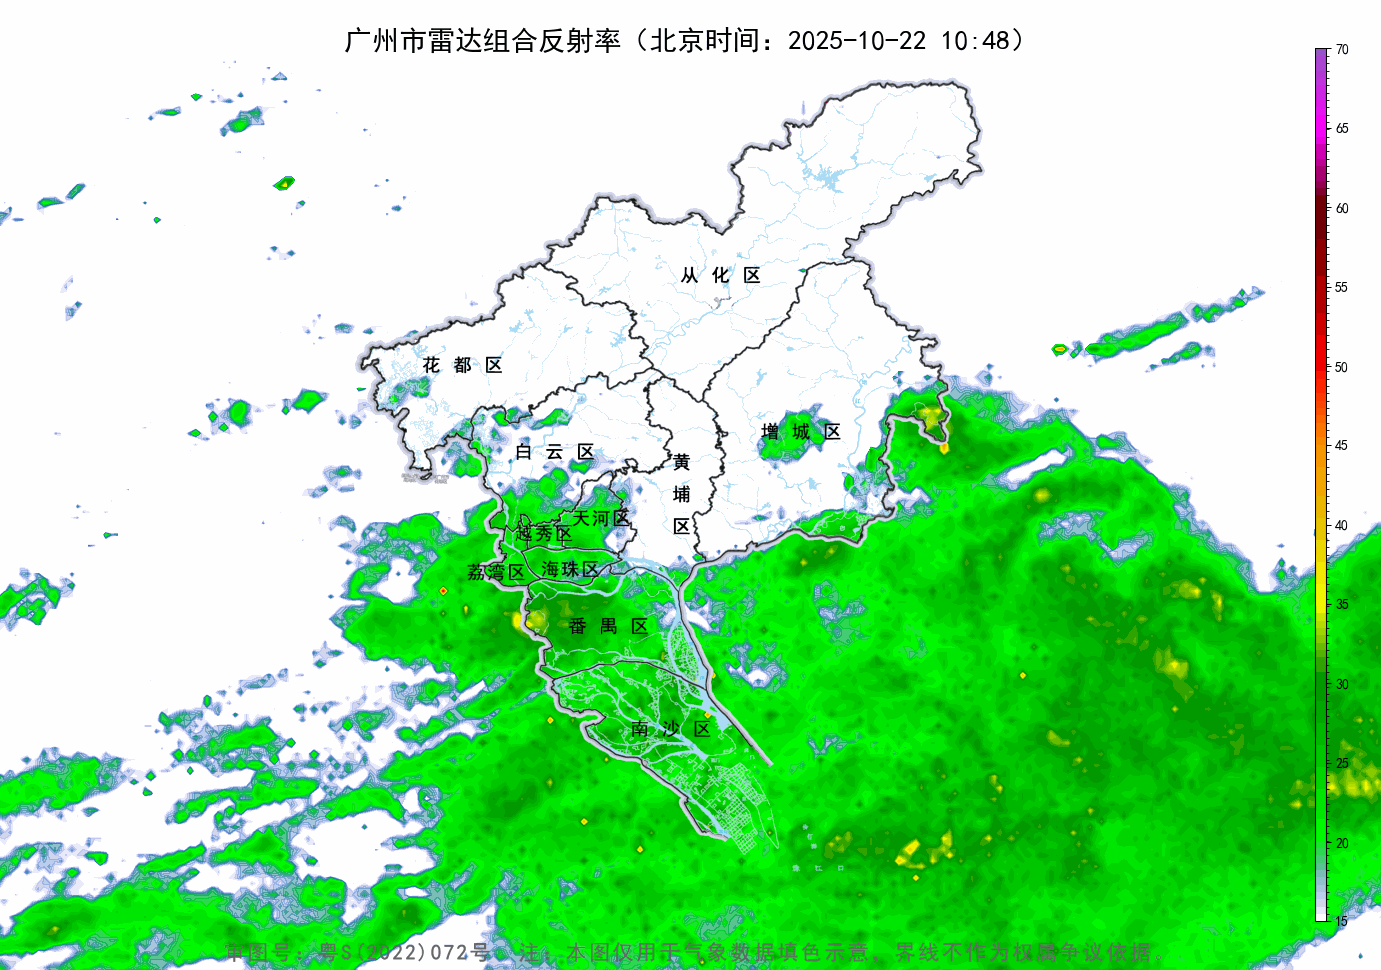 广州市雷达组合反射率（北京时间：2025-10-22 10:48）
70
65
60
55
50
45
40
35
30
25
20
15
从 化 区
花 都 区
增 城 区
白 云 区
黄
埔
区
天河区
越秀区
荔湾区
海珠区
番 禺 区
南 沙 区
审图号：粤S(2022)072号 注：本图仅用于气象数据填色示意，界线不作为权属争议依据。